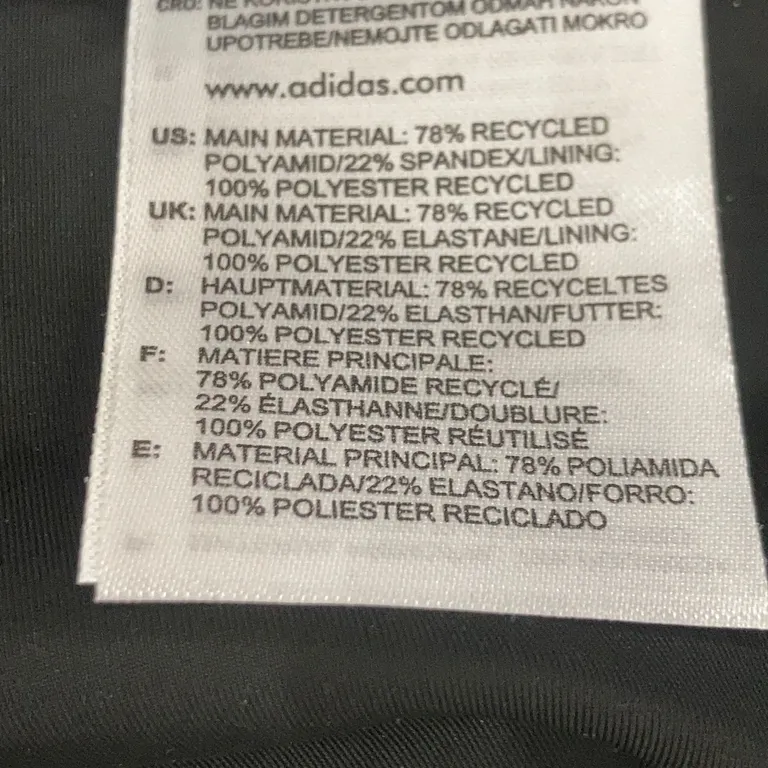 BLAGIM DETERGENTOM ODMAH NAKON
UPOTREBE/NEMOJTE ODLAGATI MOKRO
www.adidas.com
US: MAIN MATERIAL: 78% RECYCLED
POLYAMID/22% SPANDEX/LINING:
100% POLYESTER RECYCLED
UK: MAIN MATERIAL: 78% RECYCLED
POLYAMID/22% ELASTANE/LINING:
100% POLYESTER RECYCLED
D: HAUPTMATERIAL: 78% RECYCELTES
POLYAMID/22% ELASTHAN/FUTTER:
100% POLYESTER RECYCLED
F: MATIERE PRINCIPALE:
78% POLYAMIDE RECYCLÉ/
22% ÉLASTHANNE/DOUBLURE:
100% POLYESTER RÉUTILISÉ
E: MATERIAL PRINCIPAL: 78% POLIAMIDA
RECICLADA/22% ELASTANO/FORRO:
100% POLIESTER RECICLADO